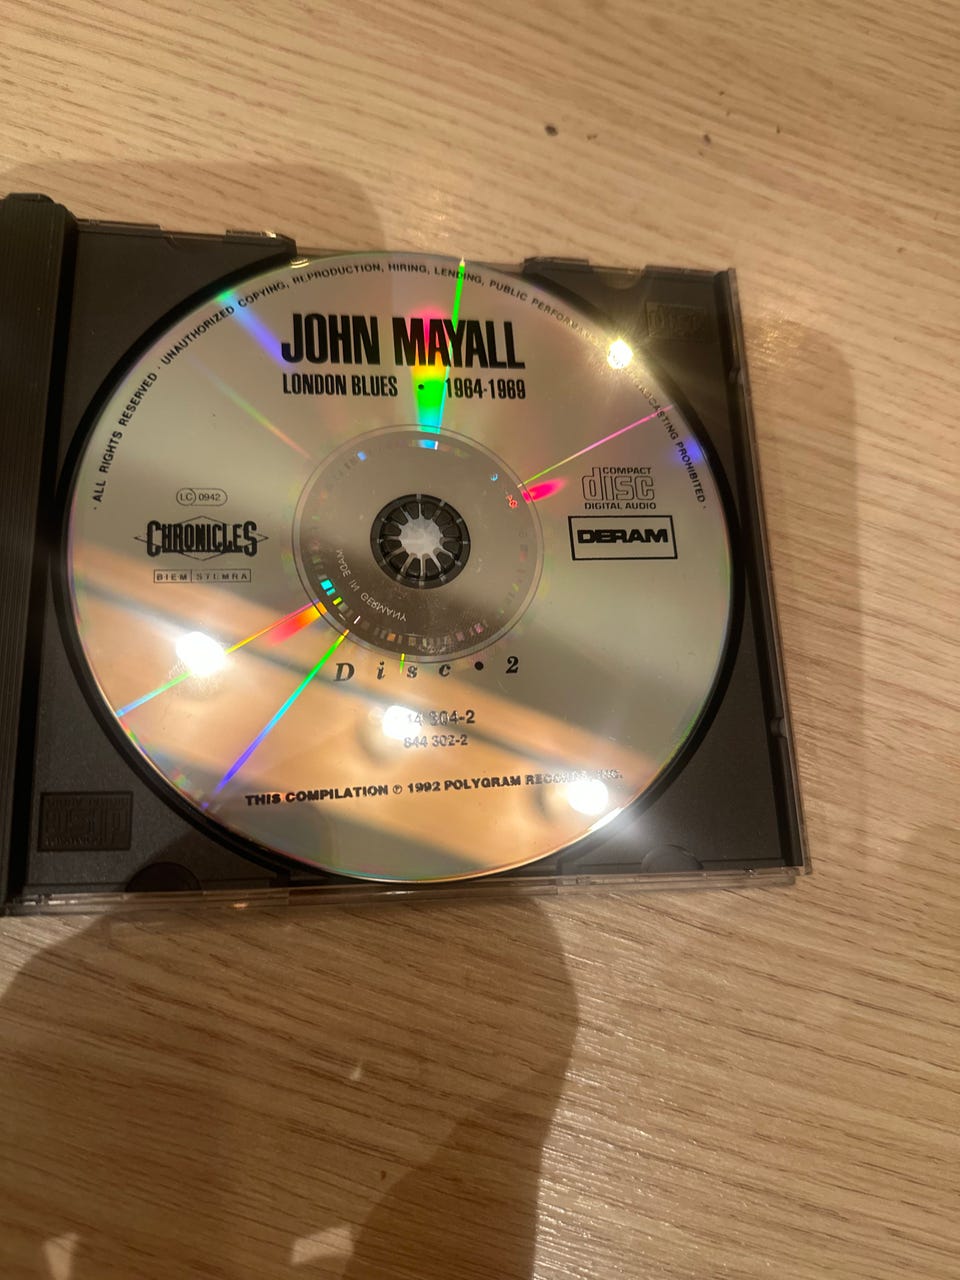 · ALL RIGHTS RESERVED · UNAUTHORIZED COPYING, REPRODUCTION, HIRING, LENDING, PUBLIC PROHIBITED ·
JOHN MAYALL
LONDON BLUES • 1964-1969
LC 0942
CHRONICLES
BIEM STEMRA
COMPACT
disc
DIGITAL AUDIO
DERAM
MADE IN GERMANY
Disc • 2
844 302-2
THIS COMPILATION ℗ 1992 POLYGRAM RECORDS, INC.